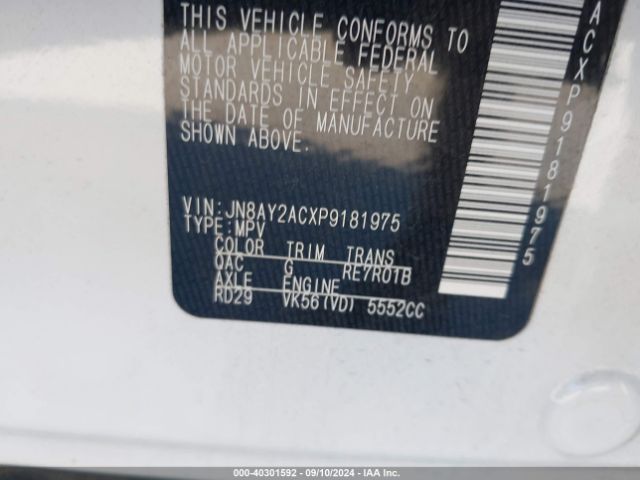 THIS VEHICLE CONFORMS TO
ALL APPLICABLE FEDERAL
MOTOR VEHICLE SAFETY
STANDARDS IN EFFECT ON
THE DATE OF MANUFACTURE
SHOWN ABOVE.
ACXP9181975
VIN:JN8AY2ACXP9181975
TYPE:MPV
COLOR TRIM TRANS
QAC G RE7R01B
AXLE ENGINE
RD29 VK56(VD) 5552CC
000-40301592 — 09/10/2024 — IAA Inc.